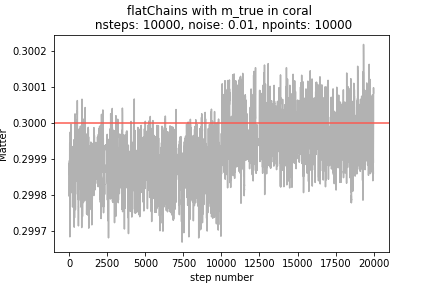 flatChains with m_true in coral
nsteps: 10000, noise: 0.01, npoints: 10000
0.3002
0.3001
0.3000
0.2999
0.2998
0.2997
Matter
0 2500 5000 7500 10000 12500 15000 17500 20000
step number